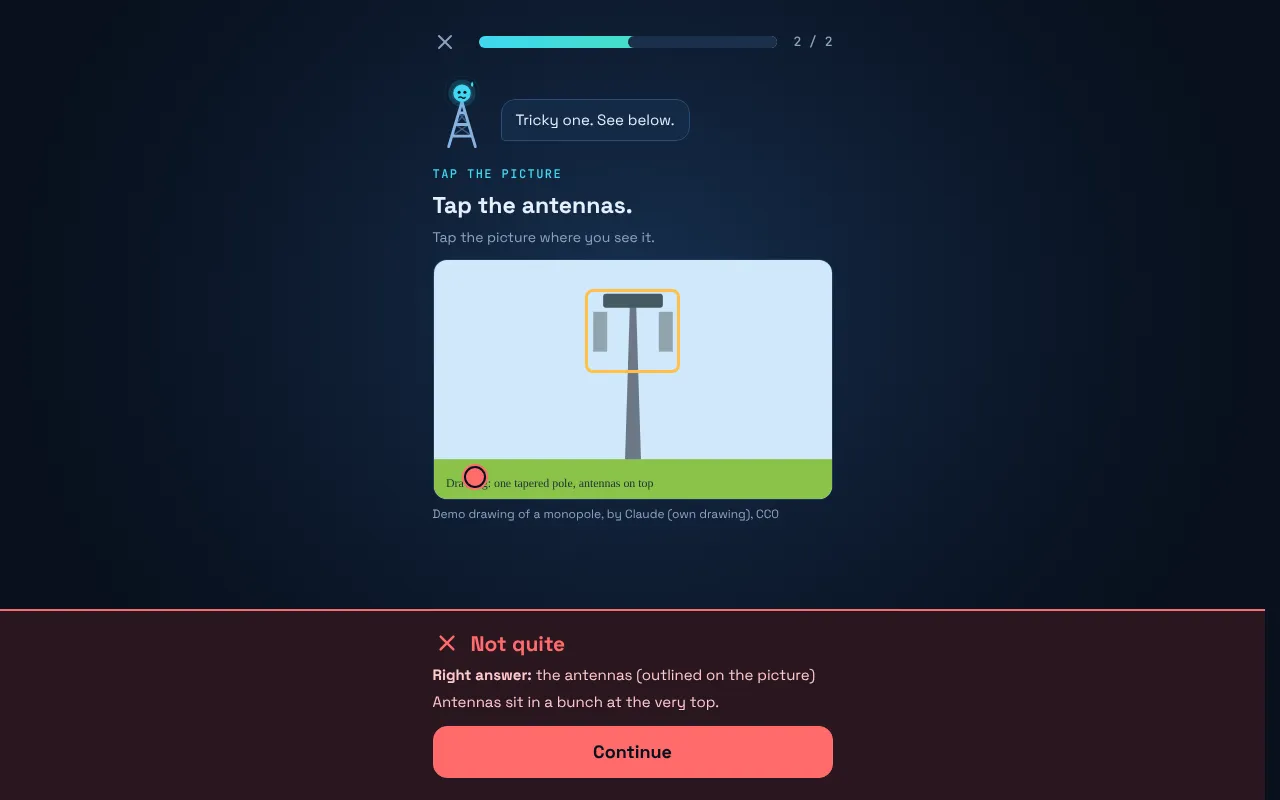 2 / 2
Tricky one. See below.
TAP THE PICTURE
Tap the antennas.
Tap the picture where you see it.
: one tapered pole, antennas on top
Demo drawing of a monopole, by Claude (own drawing), CC0
Not quite
Right answer: the antennas (outlined on the picture)
Antennas sit in a bunch at the very top.
Continue